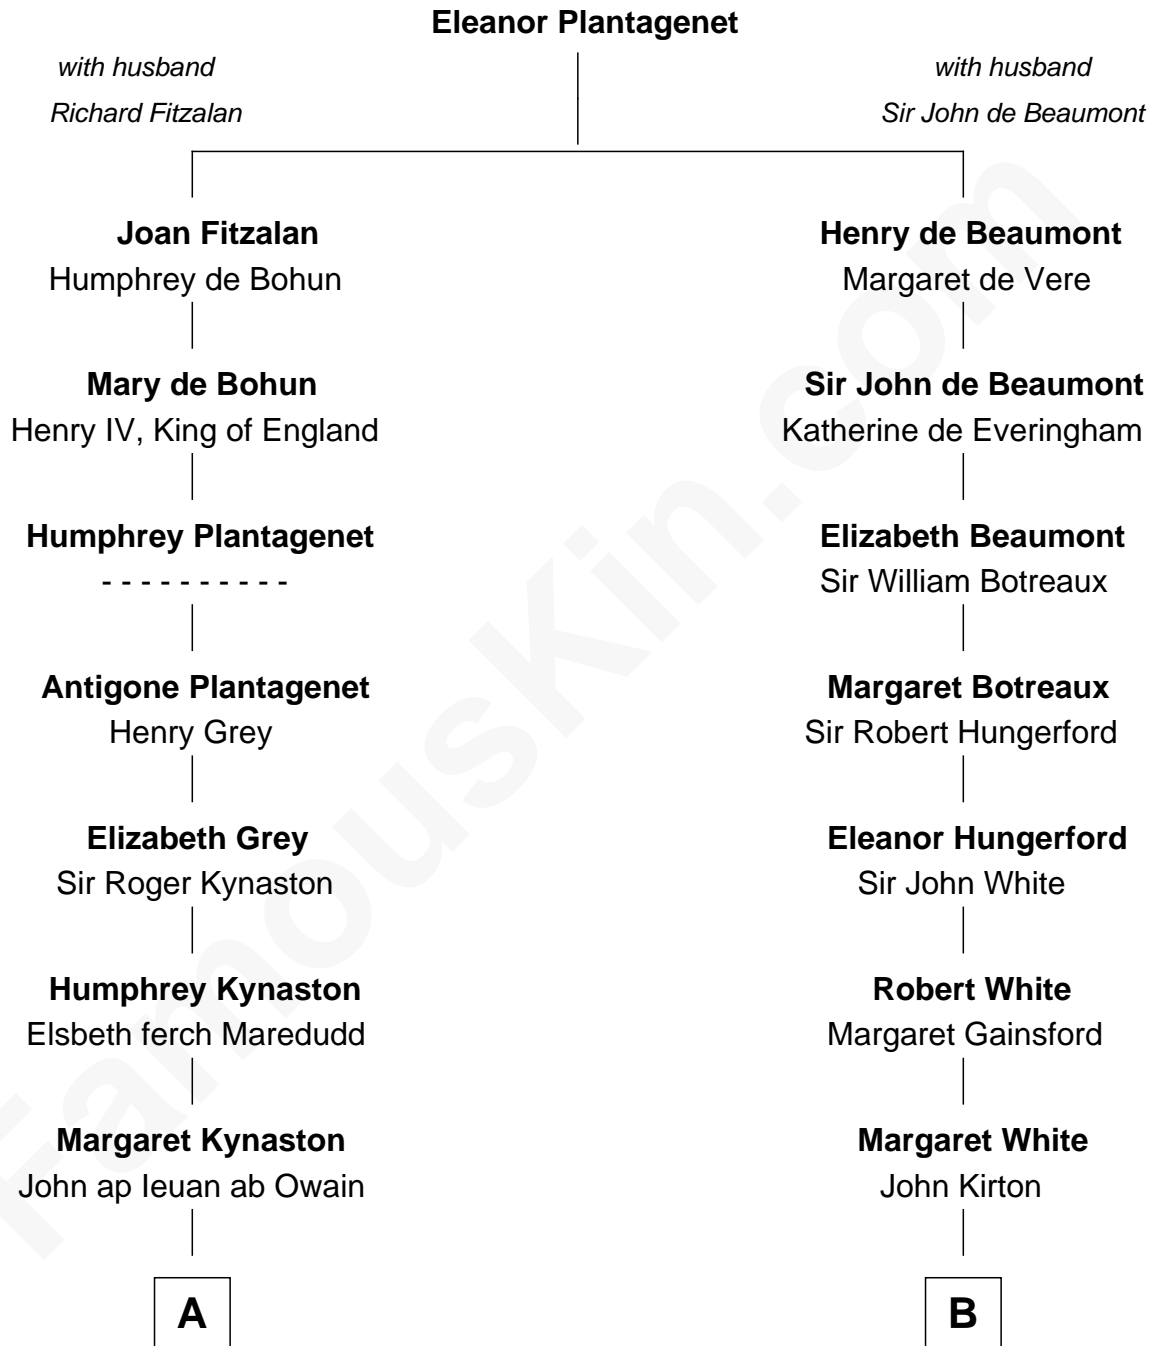 Eleanor Plantagenet
with husband
Richard Fitzalan
with husband
Sir John de Beaumont
Joan Fitzalan
Humphrey de Bohun
Henry de Beaumont
Margaret de Vere
Mary de Bohun
Henry IV, King of England
Sir John de Beaumont
Katherine de Everingham
Humphrey Plantagenet
- - - - - - - - - -
Elizabeth Beaumont
Sir William Botreaux
Antigone Plantagenet
Henry Grey
Margaret Botreaux
Sir Robert Hungerford
Elizabeth Grey
Sir Roger Kynaston
Eleanor Hungerford
Sir John White
Humphrey Kynaston
Elsbeth ferch Maredudd
Robert White
Margaret Gainsford
Margaret Kynaston
John ap Ieuan ab Owain
Margaret White
John Kirton
A
B
FamousKin.com